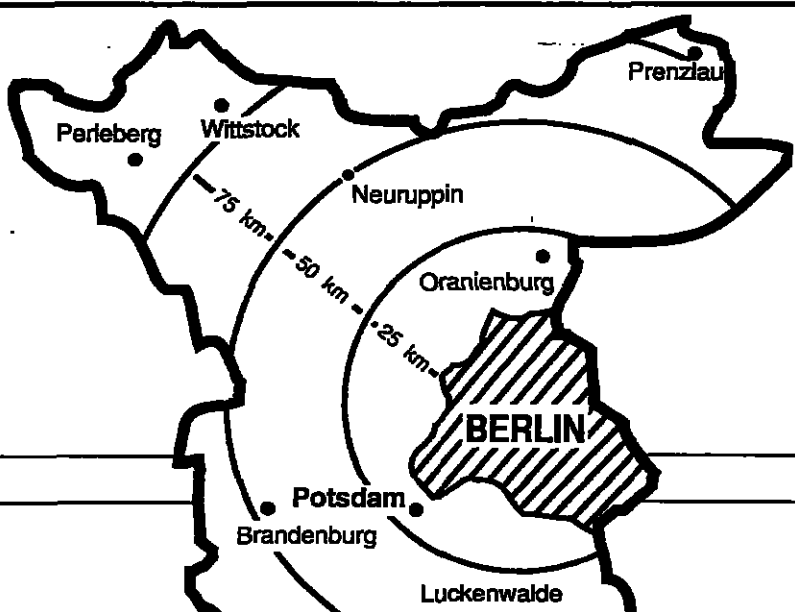 Prenzlau
Perleberg
Wittstock
Neuruppin
75 km
50 km
25 km
Oranienburg
BERLIN
Potsdam
Brandenburg
Luckenwalde